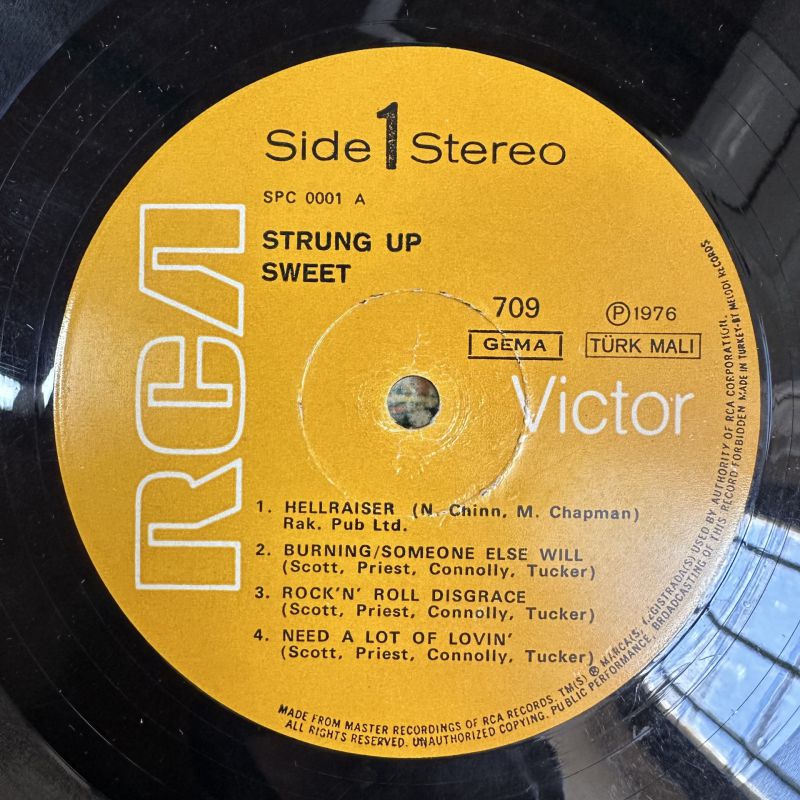 Side 1 Stereo
SPC 0001 A
STRUNG UP
SWEET
709
GEMA
℗ 1976
TÜRK MALI
RCA
Victor
1. HELLRAISER (N. Chinn, M. Chapman)
Rak. Pub Ltd.
2. BURNING/SOMEONE ELSE WILL
(Scott, Priest, Connolly, Tucker)
3. ROCK'N' ROLL DISGRACE
(Scott, Priest, Connolly, Tucker)
4. NEED A LOT OF LOVIN'
(Scott, Priest, Connolly, Tucker)
MADE FROM MASTER RECORDINGS OF RCA RECORDS. TM(S) ® MARCA(S) REGISTRADA(S) USED BY AUTHORITY OF RCA CORPORATION.
ALL RIGHTS RESERVED. UNAUTHORIZED COPYING, PUBLIC PERFORMANCE, BROADCASTING OF THIS RECORD FORBIDDEN MADE IN TURKEY-BY MELODI RECORDS